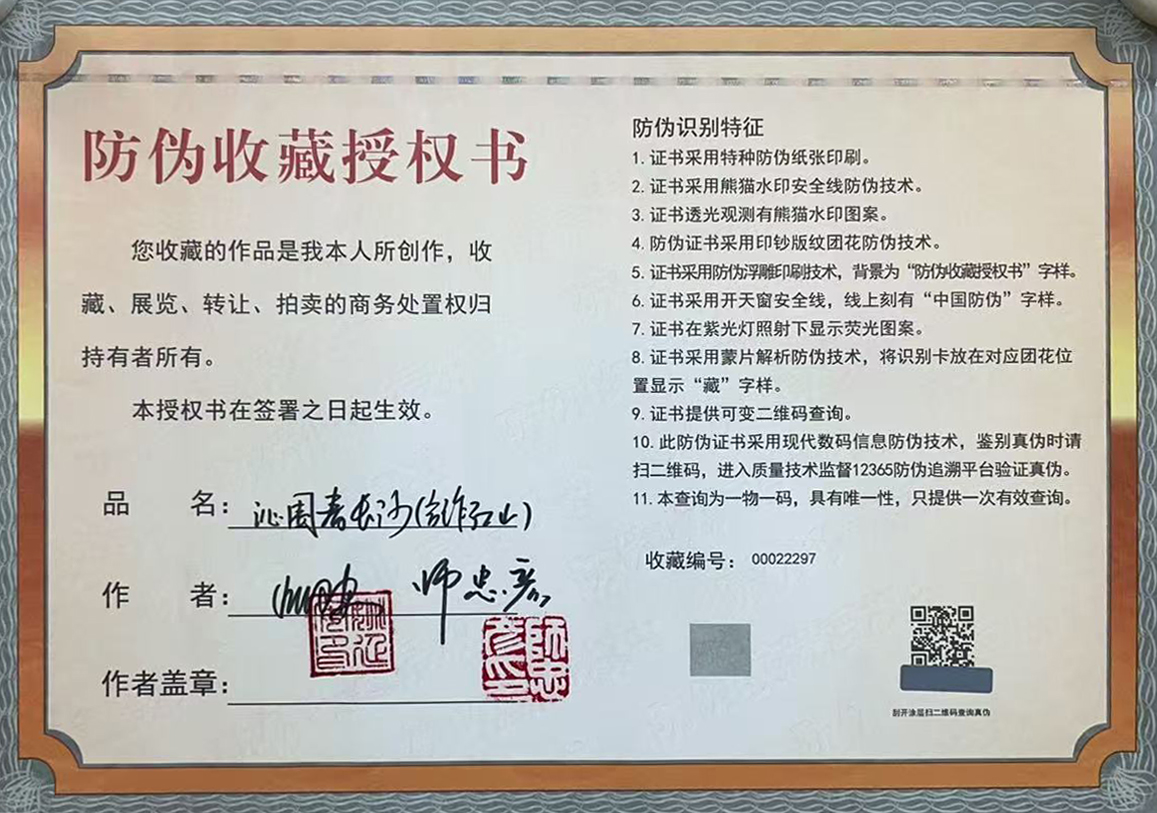 防伪收藏授权书
您收藏的作品是我本人所创作，收
藏、展览、转让、拍卖的商务处置权归
持有者所有。
本授权书在签署之日起生效。
品 名：沁园春长沙(合作红山)
作 者： 师忠彦
作者盖章：
防伪识别特征
1. 证书采用特种防伪纸张印刷。
2. 证书采用熊猫水印安全线防伪技术。
3. 证书透光观测有熊猫水印图案。
4. 防伪证书采用印钞版纹团花防伪技术。
5. 证书采用防伪浮雕印刷技术，背景为“防伪收藏授权书”字样。
6. 证书采用开天窗安全线，线上刻有“中国防伪”字样。
7. 证书在紫光灯照射下显示荧光图案。
8. 证书采用蒙片解析防伪技术，将识别卡放在对应团花位
置显示“藏”字样。
9. 证书提供可变二维码查询。
10. 此防伪证书采用现代数码信息防伪技术，鉴别真伪时请
扫二维码，进入质量技术监督12365防伪追溯平台验证真伪。
11. 本查询为一物一码，具有唯一性，只提供一次有效查询。
收藏编号：00022297
刮开涂层扫二维码查询真伪